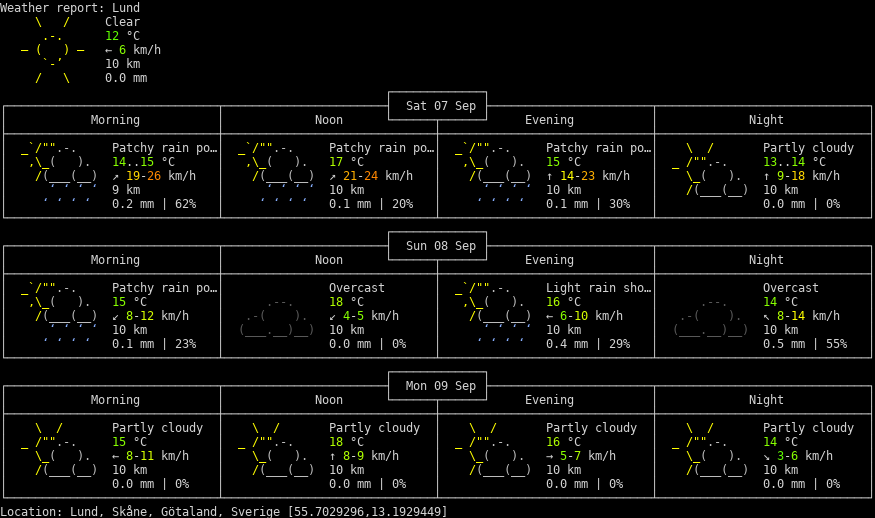 Weather report: Lund
Clear
12 °C
← 6 km/h
10 km
0.0 mm
Sat 07 Sep
Morning Noon Evening Night
Patchy rain po… Patchy rain po… Patchy rain po… Partly cloudy
14..15 °C 17 °C 15 °C 13..14 °C
↗ 19-26 km/h ↗ 21-24 km/h ↑ 14-23 km/h ↑ 9-18 km/h
9 km 10 km 10 km 10 km
0.2 mm | 62% 0.1 mm | 20% 0.1 mm | 30% 0.0 mm | 0%
Sun 08 Sep
Morning Noon Evening Night
Patchy rain po… Overcast Light rain sho… Overcast
15 °C 18 °C 16 °C 14 °C
↙ 8-12 km/h ↙ 4-5 km/h ← 6-10 km/h ↖ 8-14 km/h
10 km 10 km 10 km 10 km
0.1 mm | 23% 0.0 mm | 0% 0.4 mm | 29% 0.5 mm | 55%
Mon 09 Sep
Morning Noon Evening Night
Partly cloudy Partly cloudy Partly cloudy Partly cloudy
15 °C 18 °C 16 °C 14 °C
← 8-11 km/h ↑ 8-9 km/h → 5-7 km/h ↘ 3-6 km/h
10 km 10 km 10 km 10 km
0.0 mm | 0% 0.0 mm | 0% 0.0 mm | 0% 0.0 mm | 0%
Location: Lund, Skåne, Götaland, Sverige [55.7029296,13.1929449]